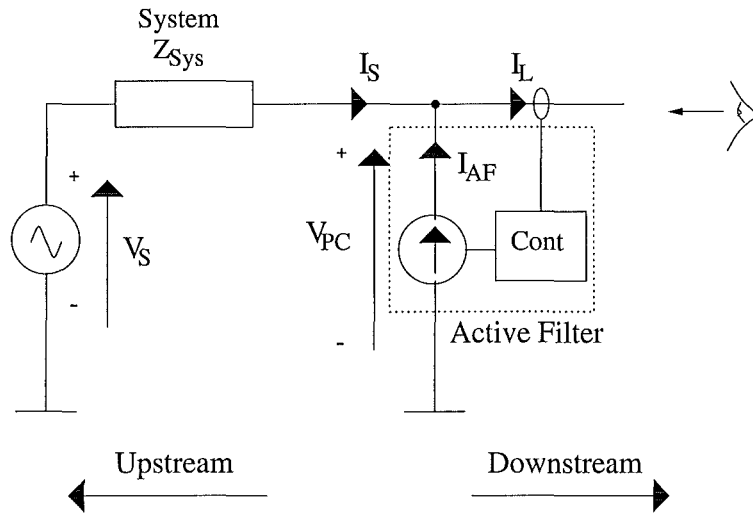 System
Z_Sys
I_S
I_L
+
+
I_AF
V_S
V_PC
Cont
-
-
Active Filter
Upstream
Downstream